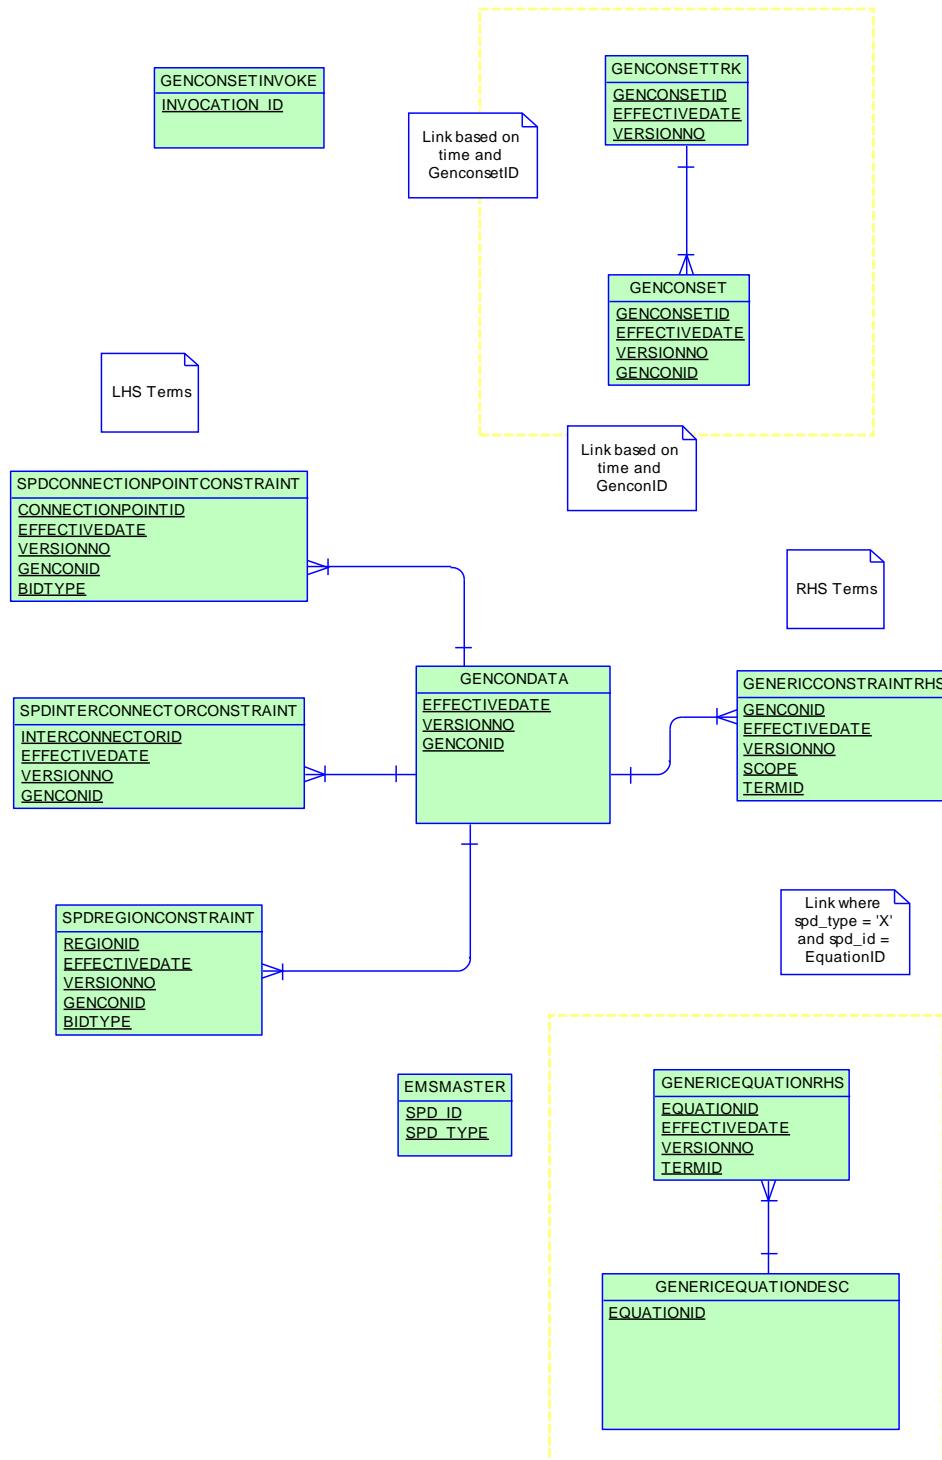 GENCONSETINVOKE
INVOCATION_ID
GENCONSETTRK
GENCONSETID
EFFECTIVEDATE
VERSIONNO
Link based on
time and
GenconsetID
GENCONSET
GENCONSETID
EFFECTIVEDATE
VERSIONNO
GENCONID
LHS Terms
Link based on
time and
GenconID
SPDCONNECTIONPOINTCONSTRAINT
CONNECTIONPOINTID
EFFECTIVEDATE
VERSIONNO
GENCONID
BIDTYPE
RHS Terms
GENCONDATA
EFFECTIVEDATE
VERSIONNO
GENCONID
GENERICCONSTRAINTRHS
GENCONID
EFFECTIVEDATE
VERSIONNO
SCOPE
TERMID
SPDINTERCONNECTORCONSTRAINT
INTERCONNECTORID
EFFECTIVEDATE
VERSIONNO
GENCONID
SPDREGIONCONSTRAINT
REGIONID
EFFECTIVEDATE
VERSIONNO
GENCONID
BIDTYPE
Link where
spd_type = 'X'
and spd_id =
EquationID
EMSMASTER
SPD_ID
SPD_TYPE
GENERICEQUATIONRHS
EQUATIONID
EFFECTIVEDATE
VERSIONNO
TERMID
GENERICEQUATIONDESC
EQUATIONID